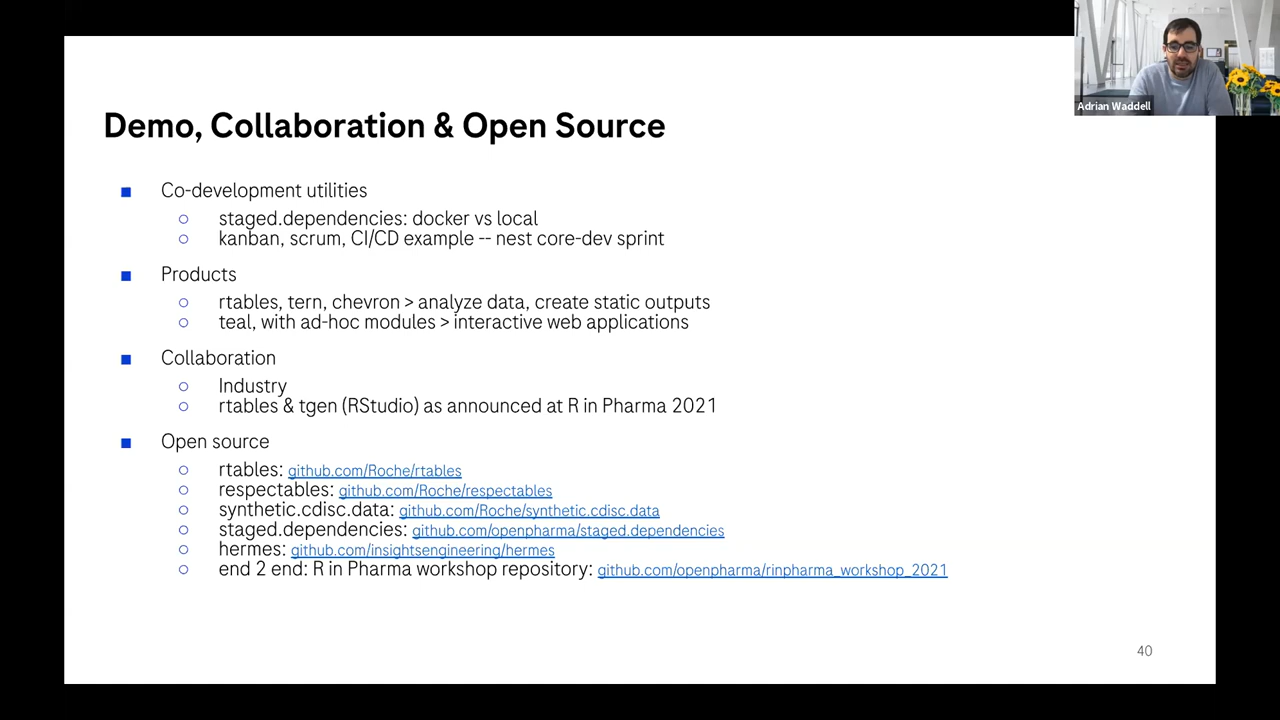 Adrian Waddell
Demo, Collaboration & Open Source
■ Co-development utilities
○ staged.dependencies: docker vs local
○ kanban, scrum, CI/CD example -- nest core-dev sprint
■ Products
○ rtables, tern, chevron > analyze data, create static outputs
○ teal, with ad-hoc modules > interactive web applications
■ Collaboration
○ Industry
○ rtables & tgen (RStudio) as announced at R in Pharma 2021
■ Open source
○ rtables: github.com/Roche/rtables
○ respectables: github.com/Roche/respectables
○ synthetic.cdisc.data: github.com/Roche/synthetic.cdisc.data
○ staged.dependencies: github.com/openpharma/staged.dependencies
○ hermes: github.com/insightsengineering/hermes
○ end 2 end: R in Pharma workshop repository: github.com/openpharma/rinpharma_workshop_2021
40